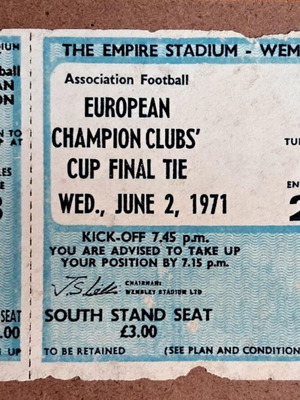 THE EMPIRE STADIUM - WEM
Association Football
EUROPEAN
CHAMPION CLUBS'
CUP FINAL TIE
WED., JUNE 2, 1971
KICK-OFF 7.45 p.m.
YOU ARE ADVISED TO TAKE UP
YOUR POSITION BY 7.15 p.m.
CHAIRMAN:
WEMBLEY STADIUM LTD
SOUTH STAND SEAT
£3.00
TO BE RETAINED (SEE PLAN AND CONDITION